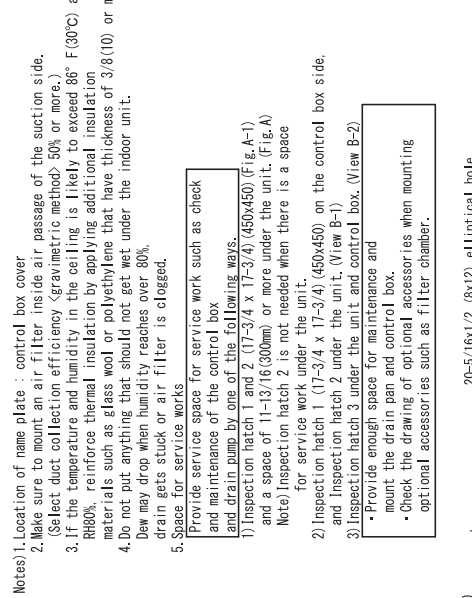 Notes)1.Location of name plate : control box cover
2.Make sure to mount an air filter inside air passage of the suction side.
(Select duct collection efficiency <gravimetric method> 50% or more.)
3.If the temperature and humidity in the ceiling is likely to exceed 86° F(30°C) a
RH80%, reinforce thermal insulation by applying additional insulation
materials such as glass wool or polyethylene that have thickness of 3/8(10) or m
4.Do not put anything that should not get wet under the indoor unit.
Dew may drop when humidity reaches over 80%,
drain gets stuck or air filter is clogged.
5.Space for service works
Provide service space for service work such as check
and maintenance of the control box
and drain pump by one of the following ways.
1)Inspection hatch 1 and 2 (17-3/4 x 17-3/4)(450x450)(Fig.A-1)
and a space of 11-13/16(300mm) or more under the unit.(Fig.A)
Note)Inspection hatch 2 is not needed when there is a space
for service work under the unit.
2)Inspection hatch 1 (17-3/4 x 17-3/4)(450x450) on the control box side,
and Inspection hatch 2 under the unit.(View B-1)
3)Inspection hatch 3 under the unit and control box.(View B-2)
・Provide enough space for maintenance and
mount the drain pan and control box.
・Check the drawing of optional accessories when mounting
optional accessories such as filter chamber.
20-5/16x1/2 (8x12) elliptical hole